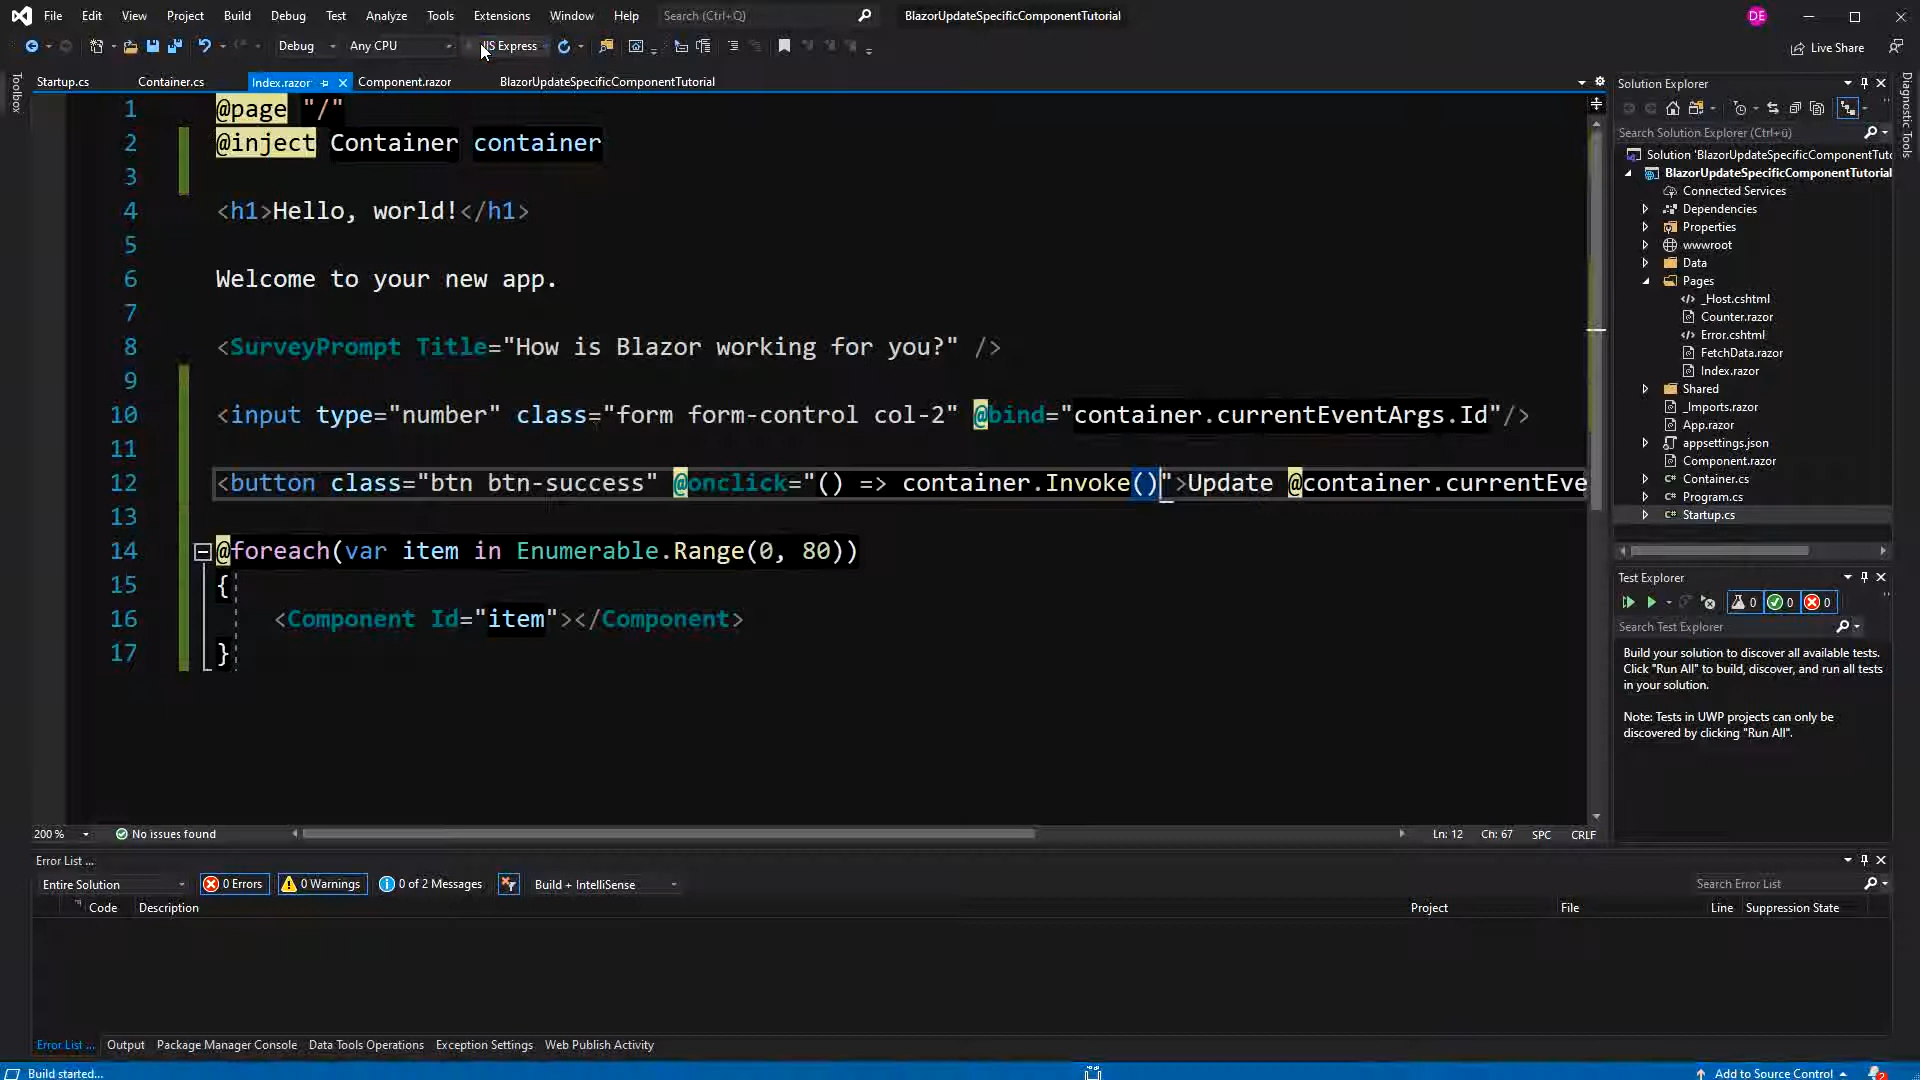 File Edit View Project Build Debug Test Analyze Tools Extensions Window Help Search (Ctrl+Q) BlazorUpdateSpecificComponentTutorial DE
Debug Any CPU IIS Express Live Share
Toolbox
Startup.cs Container.cs Index.razor Component.razor BlazorUpdateSpecificComponentTutorial
1 @page "/"
2 @inject Container container
3
4 <h1>Hello, world!</h1>
5
6 Welcome to your new app.
7
8 <SurveyPrompt Title="How is Blazor working for you?" />
9
10 <input type="number" class="form form-control col-2" @bind="container.currentEventArgs.Id"/>
11
12 <button class="btn btn-success" @onclick="() => container.Invoke()">Update @container.currentEve
13
14 @foreach(var item in Enumerable.Range(0, 80))
15 {
16 <Component Id="item"></Component>
17 }
200 % No issues found Ln: 12 Ch: 67 SPC CRLF
Solution Explorer
Search Solution Explorer (Ctrl+ü)
Solution 'BlazorUpdateSpecificComponentTuto
BlazorUpdateSpecificComponentTutorial
Connected Services
Dependencies
Properties
wwwroot
Data
Pages
_Host.cshtml
Counter.razor
Error.cshtml
FetchData.razor
Index.razor
Shared
_Imports.razor
App.razor
appsettings.json
Component.razor
C# Container.cs
C# Program.cs
C# Startup.cs
Diagnostic Tools
Test Explorer
0 0 0
Search Test Explorer
Build your solution to discover all available tests.
Click "Run All" to build, discover, and run all tests
in your solution.
Note: Tests in UWP projects can only be
discovered by clicking "Run All".
Error List ...
Entire Solution 0 Errors 0 Warnings 0 of 2 Messages Build + IntelliSense Search Error List
Code Description Project File Line Suppression State
Error List ... Output Package Manager Console Data Tools Operations Exception Settings Web Publish Activity
Build started... Add to Source Control 2